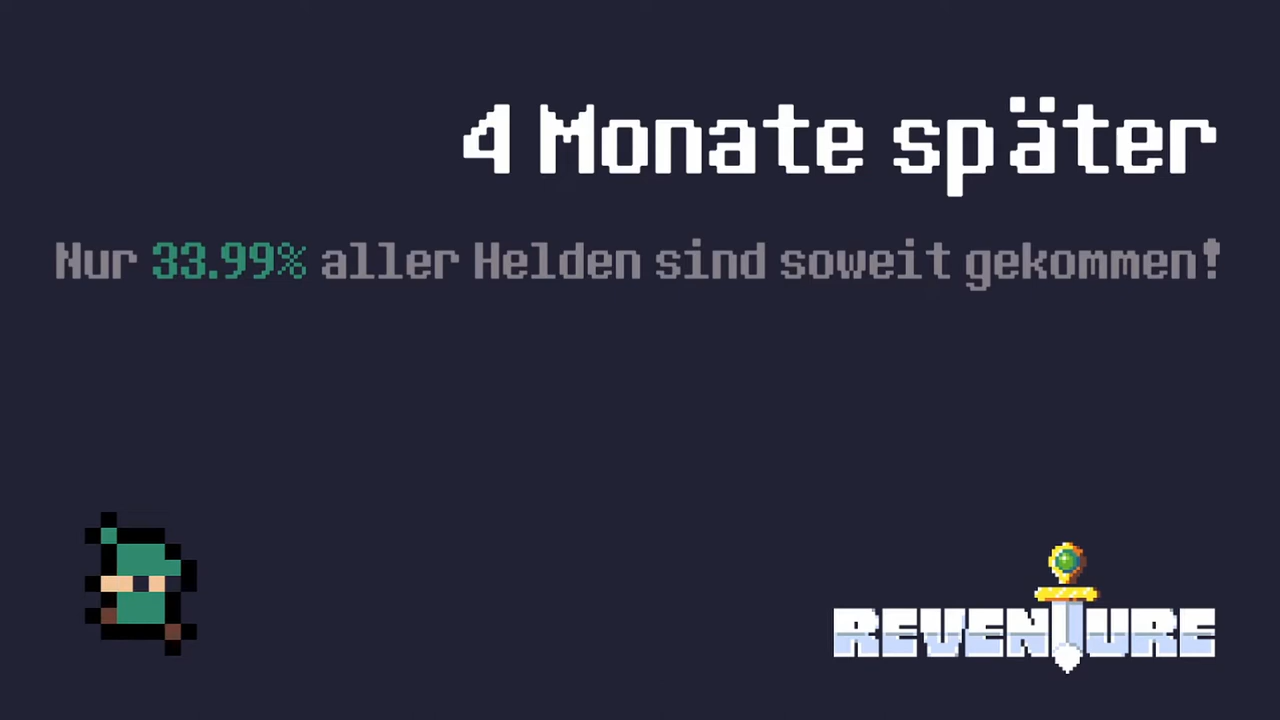 4 Monate später
Nur 33.99% aller Helden sind soweit gekommen!
REVENTURE